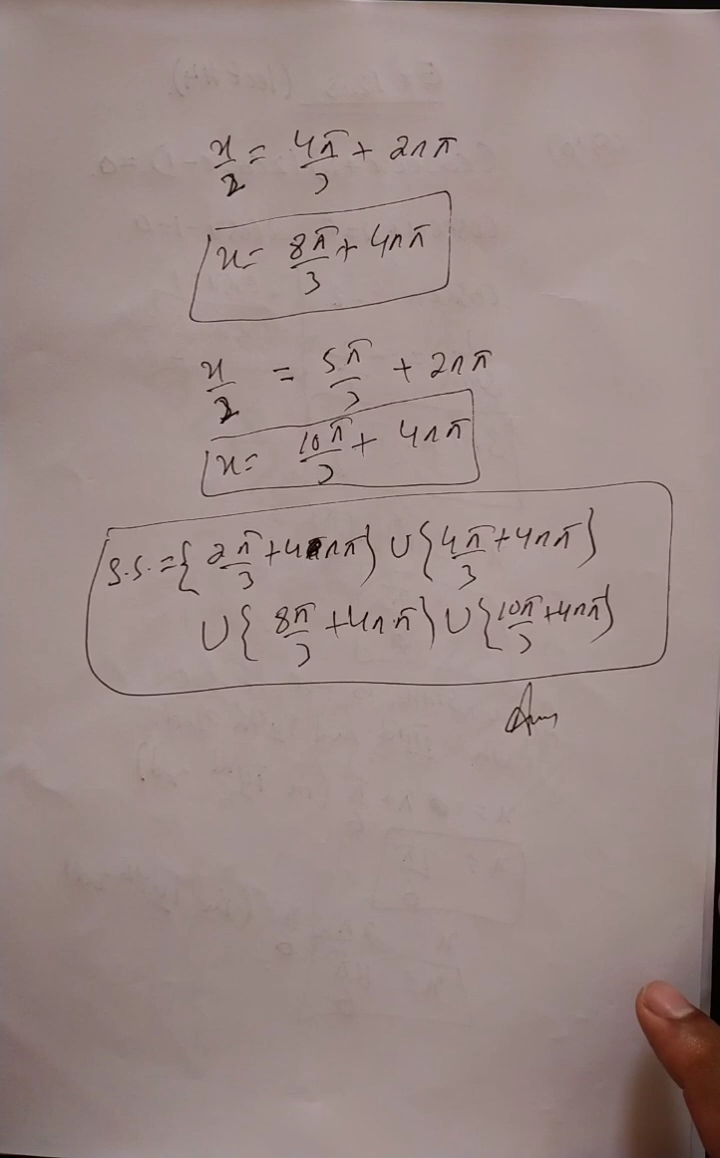 x/2 = 4π/3 + 2nπ
x = 8π/3 + 4nπ
x/2 = 5π/3 + 2nπ
x = 10π/3 + 4nπ
S.S. = { 2π/3 + 4nπ } ∪ { 4π/3 + 4nπ }
∪ { 8π/3 + 4nπ } ∪ { 10π/3 + 4nπ }
Ans